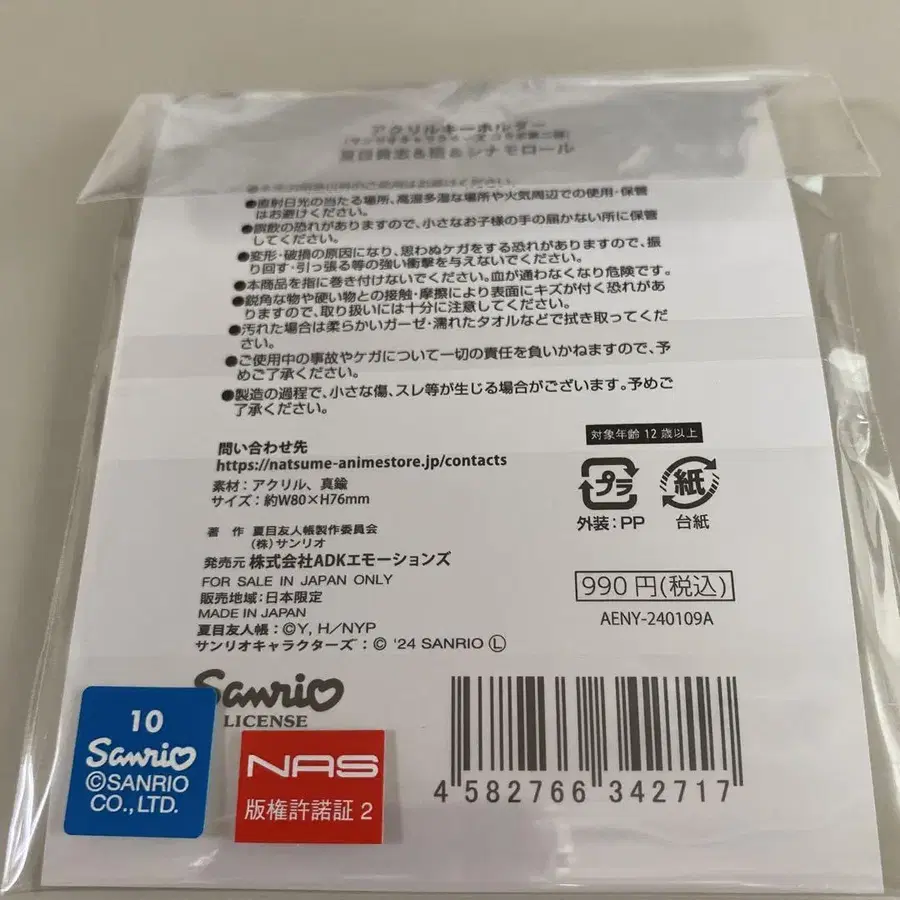 アクリルキーホルダー
夏目貴志&斑&シナモロール
●直射日光の当たる場所、高温多湿な場所や火気周辺での使用・保管
はお避けください。
●誤飲の恐れがありますので、小さなお子様の手の届かない所に保管
してください。
●変形・破損の原因になり、思わぬケガをする恐れがありますので、振
り回す・引っ張る等の強い衝撃を与えないでください。
●本商品を指に巻き付けないでください。血が通わなくなり危険です。
●鋭角な物や硬い物との接触・摩擦により表面にキズが付く恐れがあ
りますので、取り扱いには十分に注意してください。
●汚れた場合は柔らかいガーゼ・濡れたタオルなどで拭き取ってくだ
さい。
●ご使用中の事故やケガについて一切の責任を負いかねますので、予
めご了承ください。
●製造の過程で、小さな傷、スレ等が生じる場合がございます。予めご
了承ください。
対象年齢12歳以上
問い合わせ先
https://natsume-animestore.jp/contacts
素材：アクリル、真鍮
サイズ：約W80×H76mm
プラ
外装：PP
紙
台紙
著 作 夏目友人帳製作委員会
(株)サンリオ
発売元 株式会社ADKエモーションズ
FOR SALE IN JAPAN ONLY
販売地域：日本限定
MADE IN JAPAN
夏目友人帳：©Y, H/NYP
サンリオキャラクターズ：© '24 SANRIO Ⓛ
990円(税込)
AENY-240109A
Sanrio
LICENSE
10
Sanrio
©SANRIO
CO., LTD.
NAS
版権許諾証 2
4 582766 342717